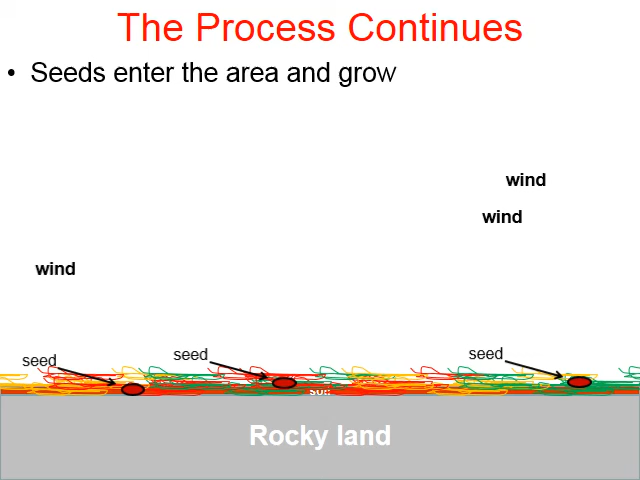 The Process Continues
• Seeds enter the area and grow
wind
wind
wind
seed
seed
seed
Rocky land